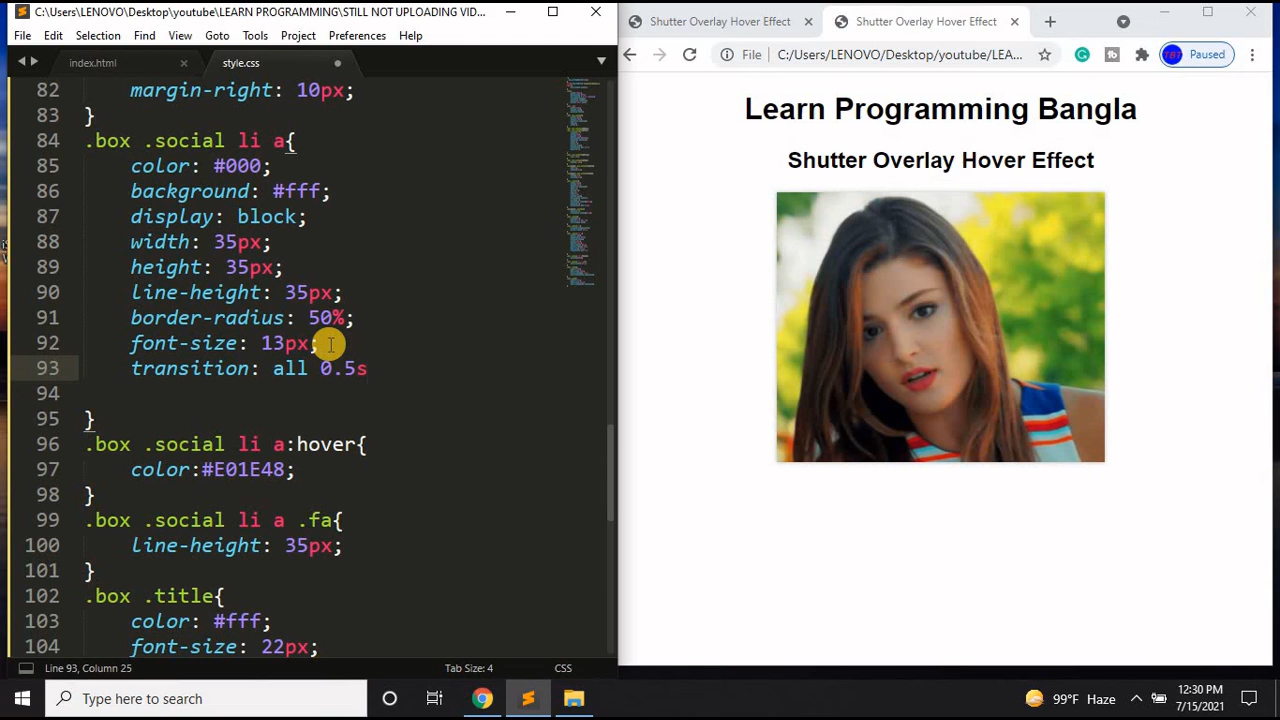 C:\Users\LENOVO\Desktop\youtube\LEARN PROGRAMMING\STILL NOT UPLOADING VID...
File Edit Selection Find View Goto Tools Project Preferences Help
index.html
style.css
82 margin-right: 10px;
83 }
84 .box .social li a{
85 color: #000;
86 background: #fff;
87 display: block;
88 width: 35px;
89 height: 35px;
90 line-height: 35px;
91 border-radius: 50%;
92 font-size: 13px;
93 transition: all 0.5s
94
95 }
96 .box .social li a:hover{
97 color:#E01E48;
98 }
99 .box .social li a .fa{
100 line-height: 35px;
101 }
102 .box .title{
103 color: #fff;
104 font-size: 22px;
Line 93, Column 25
Tab Size: 4
CSS
Shutter Overlay Hover Effect
Shutter Overlay Hover Effect
File C:/Users/LENOVO/Desktop/youtube/LEA...
Paused
Learn Programming Bangla
Shutter Overlay Hover Effect
Type here to search
99°F Haze
12:30 PM
7/15/2021